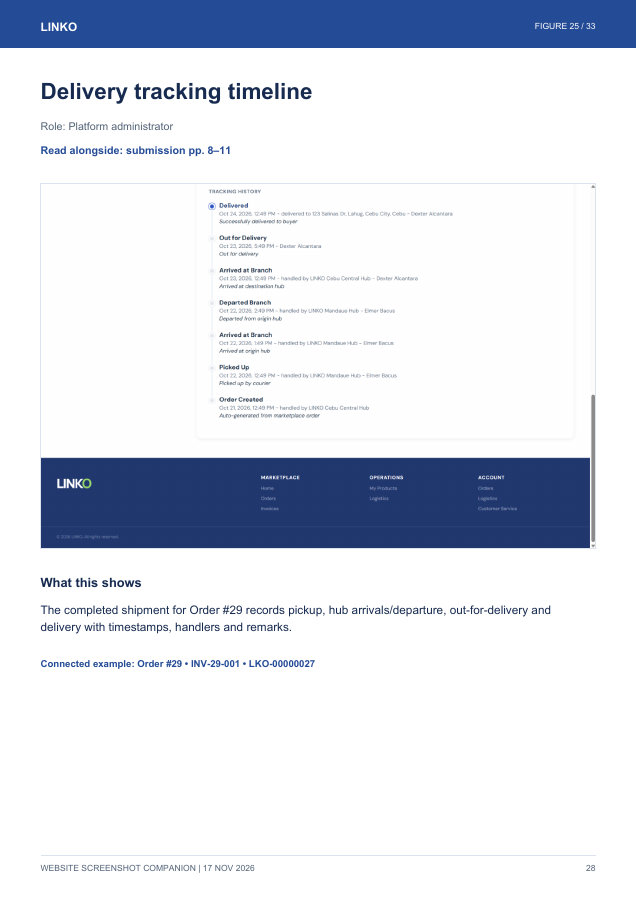 LINKO
FIGURE 25 / 33
Delivery tracking timeline
Role: Platform administrator
Read alongside: submission pp. 8–11
TRACKING HISTORY
Delivered
Oct 24, 2026, 12:49 PM – delivered to 123 Salinas Dr, Lahug, Cebu City, Cebu – Dexter Alcantara
Successfully delivered to buyer
Out for Delivery
Oct 23, 2026, 5:49 PM – Dexter Alcantara
Out for delivery
Arrived at Branch
Oct 23, 2026, 12:49 PM – handled by LINKO Cebu Central Hub – Dexter Alcantara
Arrived at destination hub
Departed Branch
Oct 22, 2026, 2:49 PM – handled by LINKO Mandaue Hub – Elmer Bacus
Departed from origin hub
Arrived at Branch
Oct 22, 2026, 1:49 PM – handled by LINKO Mandaue Hub – Elmer Bacus
Arrived at origin hub
Picked Up
Oct 22, 2026, 12:49 PM – handled by LINKO Mandaue Hub – Elmer Bacus
Picked up by courier
Order Created
Oct 21, 2026, 12:49 PM – handled by LINKO Cebu Central Hub
Auto-generated from marketplace order
LINKO
MARKETPLACE
OPERATIONS
ACCOUNT
Home
My Products
Orders
Orders
Logistics
Logistics
Invoices
Customer Service
© 2026 LINKO. All rights reserved.
What this shows
The completed shipment for Order #29 records pickup, hub arrivals/departure, out-for-delivery and
delivery with timestamps, handlers and remarks.
Connected example: Order #29 • INV-29-001 • LKO-00000027
WEBSITE SCREENSHOT COMPANION | 17 NOV 2026
28